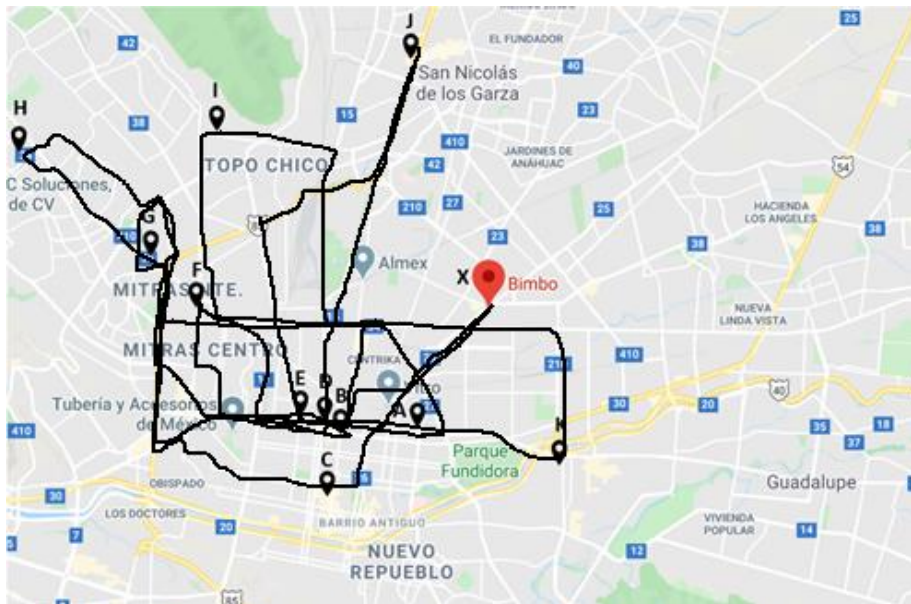 J
25
42
EL FUNDADOR
I
40
San Nicolás
de los Garza
15
23
H
38
410
JARDINES DE
ANÁHUAC
TOPO CHICO
42
54
C Soluciones,
de CV
210
27
25
HACIENDA
LOS ANGELES
G
210
23
38
38
F
Almex
X
Bimbo
MITRAS NTE.
NUEVA
LINDA VISTA
MITRAS CENTRO
410
E
D
B
A
40
Tubería y Accesorios
de México
30
20
410
K
35
37
18
Parque
Fundidora
C
OBISPADO
Guadalupe
30
LOS DOCTORES
20
BARRIO ANTIGUO
VIVIENDA
POPULAR
14
7
NUEVO
REPUEBLO
12
85